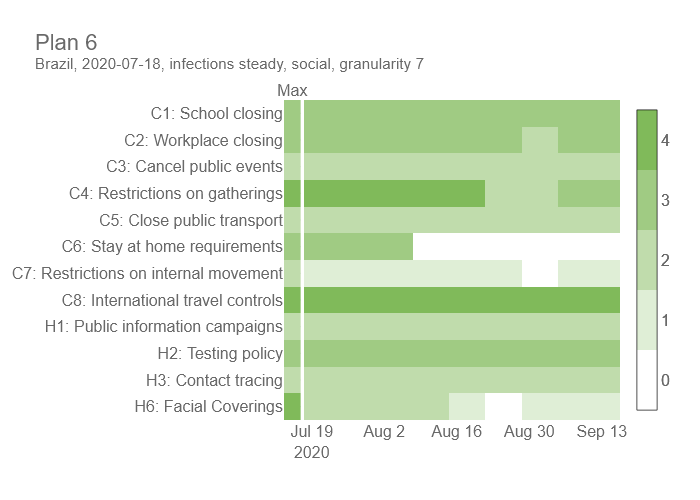 Plan 6
Brazil, 2020-07-18, infections steady, social, granularity 7
Max
C1: School closing
C2: Workplace closing
C3: Cancel public events
C4: Restrictions on gatherings
C5: Close public transport
C6: Stay at home requirements
C7: Restrictions on internal movement
C8: International travel controls
H1: Public information campaigns
H2: Testing policy
H3: Contact tracing
H6: Facial Coverings
Jul 19 Aug 2 Aug 16 Aug 30 Sep 13
2020
4
3
2
1
0